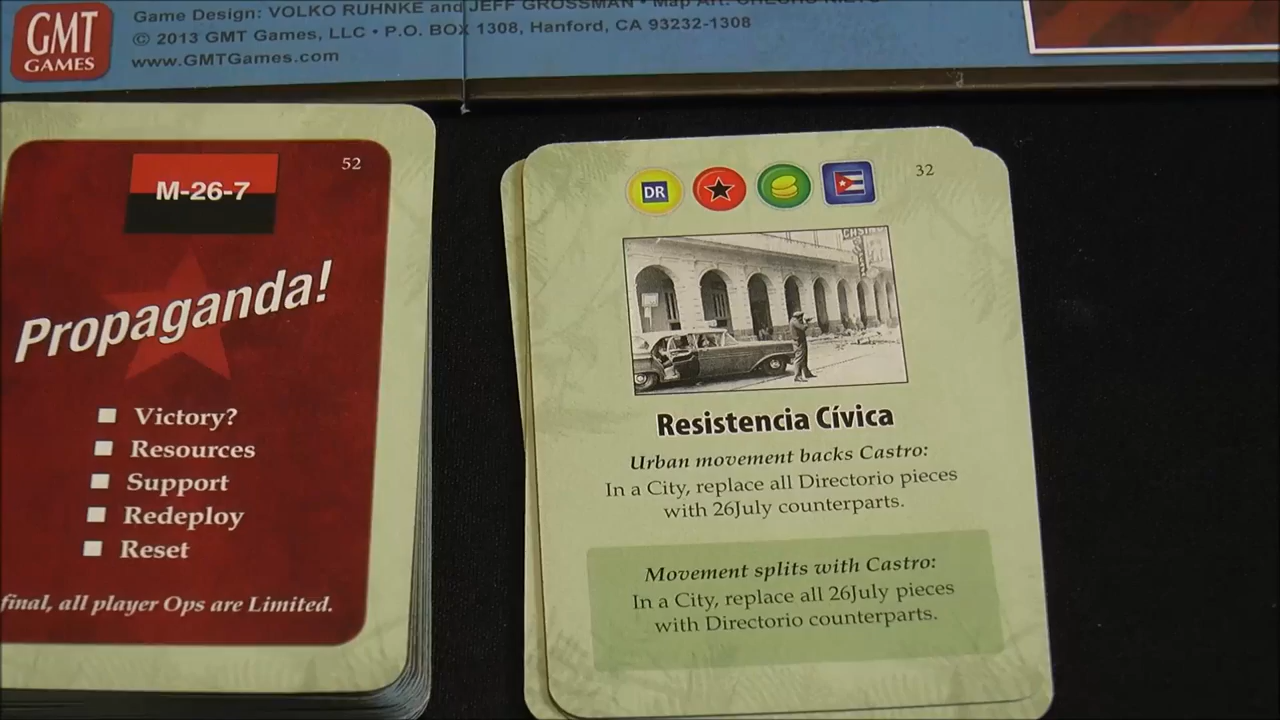 GMT
GAMES
Game Design: VOLKO RUHNKE and JEFF GROSSMAN • Map Art:
© 2013 GMT Games, LLC • P.O. BOX 1308, Hanford, CA 93232-1308
www.GMTGames.com
52
M-26-7
Propaganda!
Victory?
Resources
Support
Redeploy
Reset
final, all player Ops are Limited.
DR
32
CASINO
Resistencia Cívica
Urban movement backs Castro:
In a City, replace all Directorio pieces
with 26July counterparts.
Movement splits with Castro:
In a City, replace all 26July pieces
with Directorio counterparts.